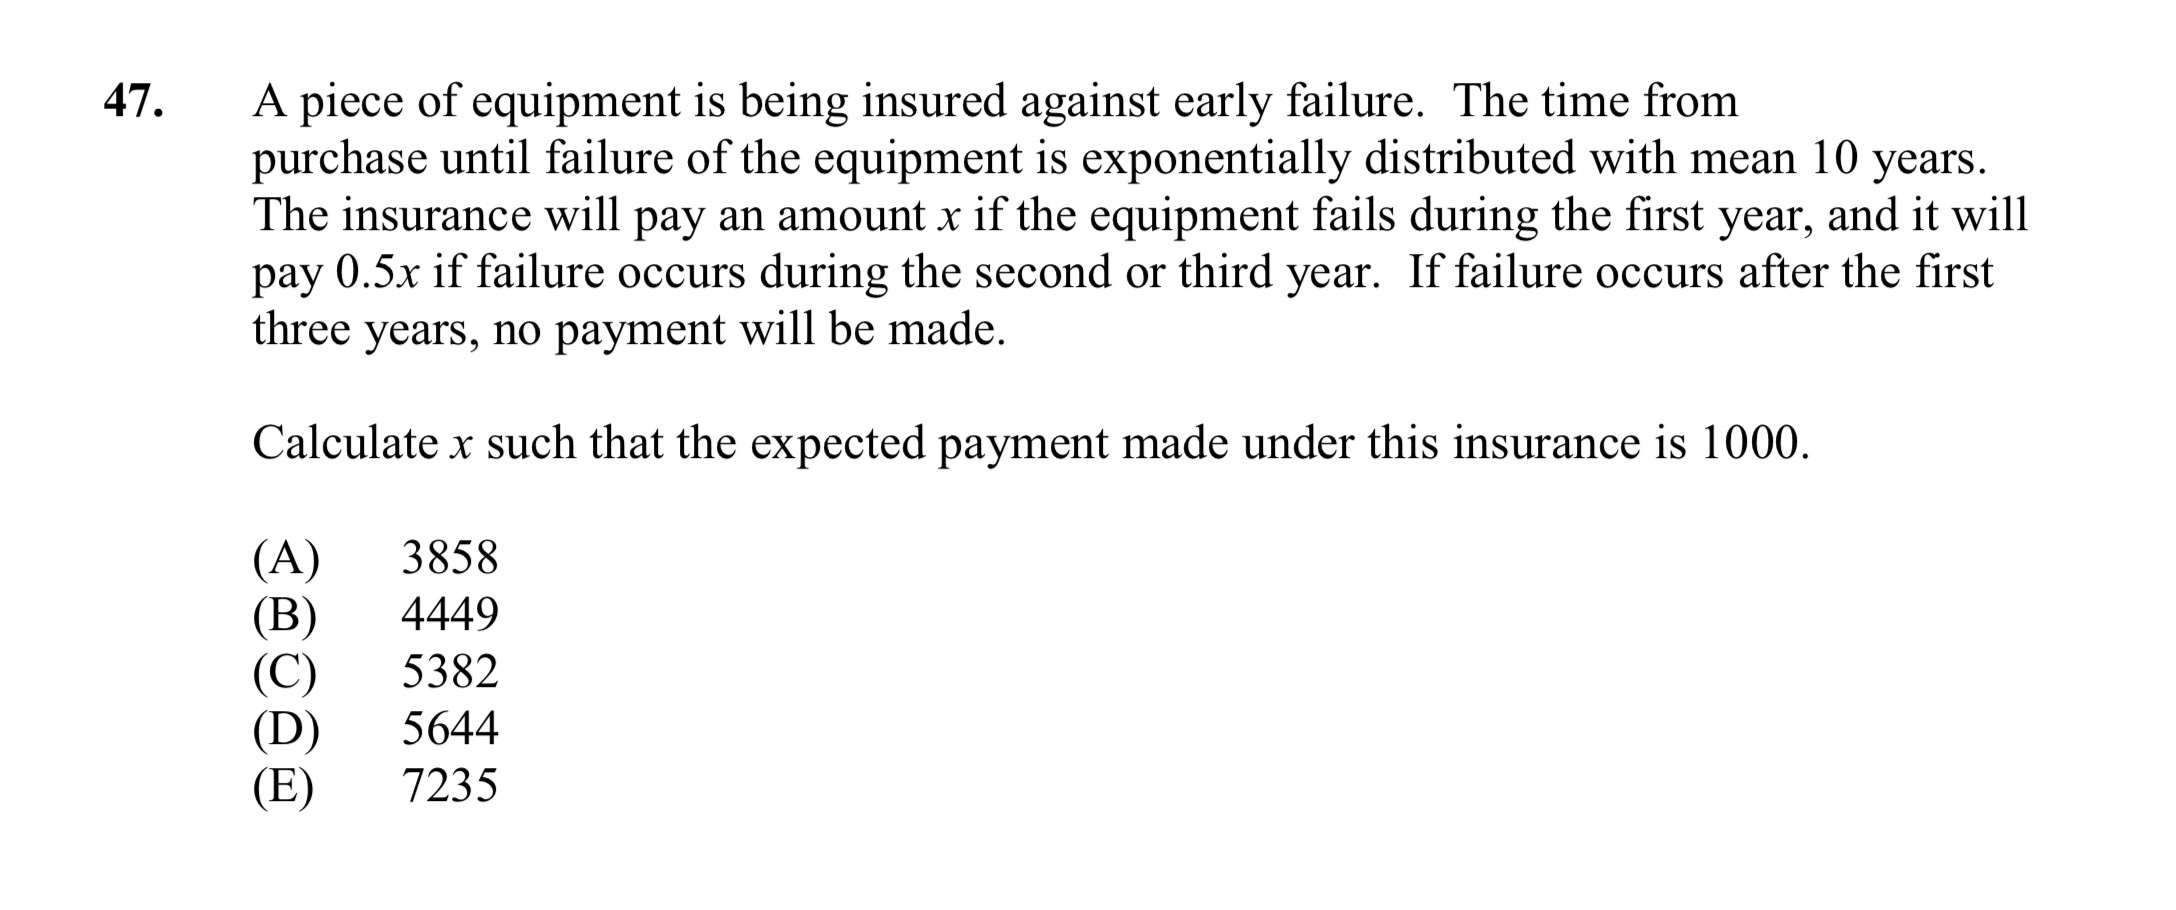 47. A piece of equipment is being insured against early failure. The time from
purchase until failure of the equipment is exponentially distributed with mean 10 years.
The insurance will pay an amount x if the equipment fails during the first year, and it will
pay 0.5x if failure occurs during the second or third year. If failure occurs after the first
three years, no payment will be made.
Calculate x such that the expected payment made under this insurance is 1000.
(A) 3858
(B) 4449
(C) 5382
(D) 5644
(E) 7235